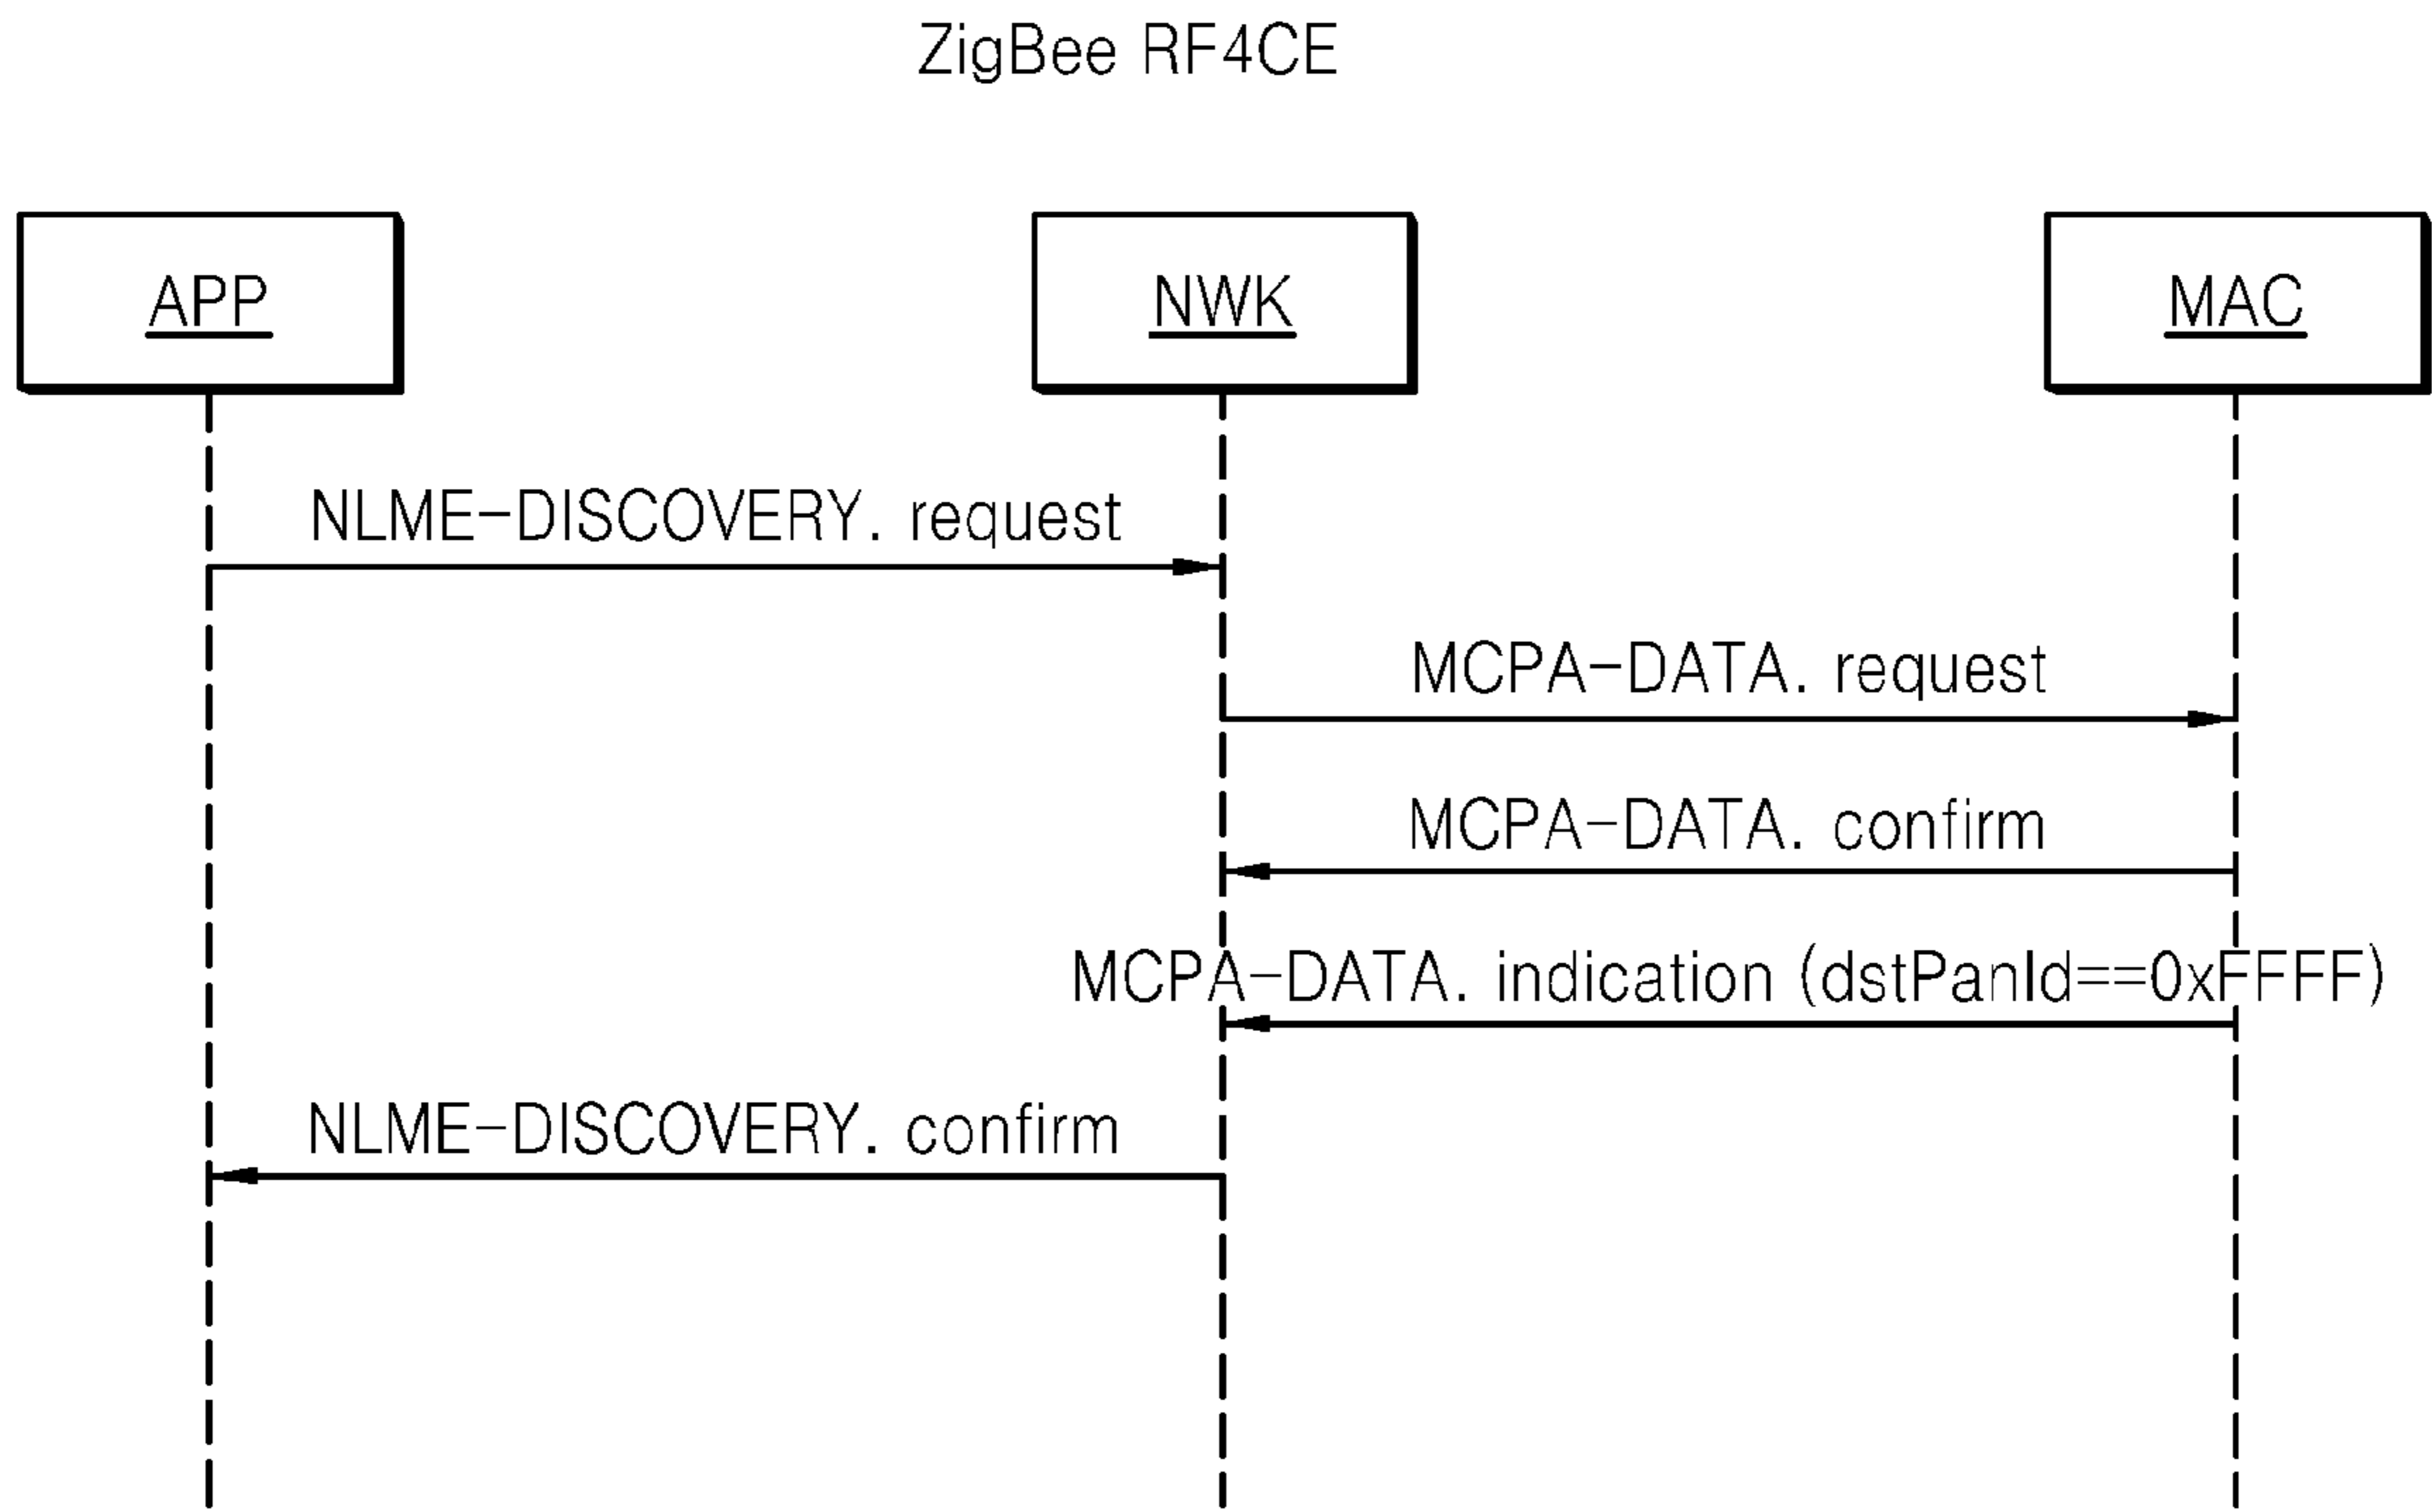 ZigBee RF4CE
APP
NWK
MAC
NLME-DISCOVERY. request
MCPA-DATA. request
MCPA-DATA. confirm
MCPA-DATA. indication (dstPanId==0xFFFF)
NLME-DISCOVERY. confirm